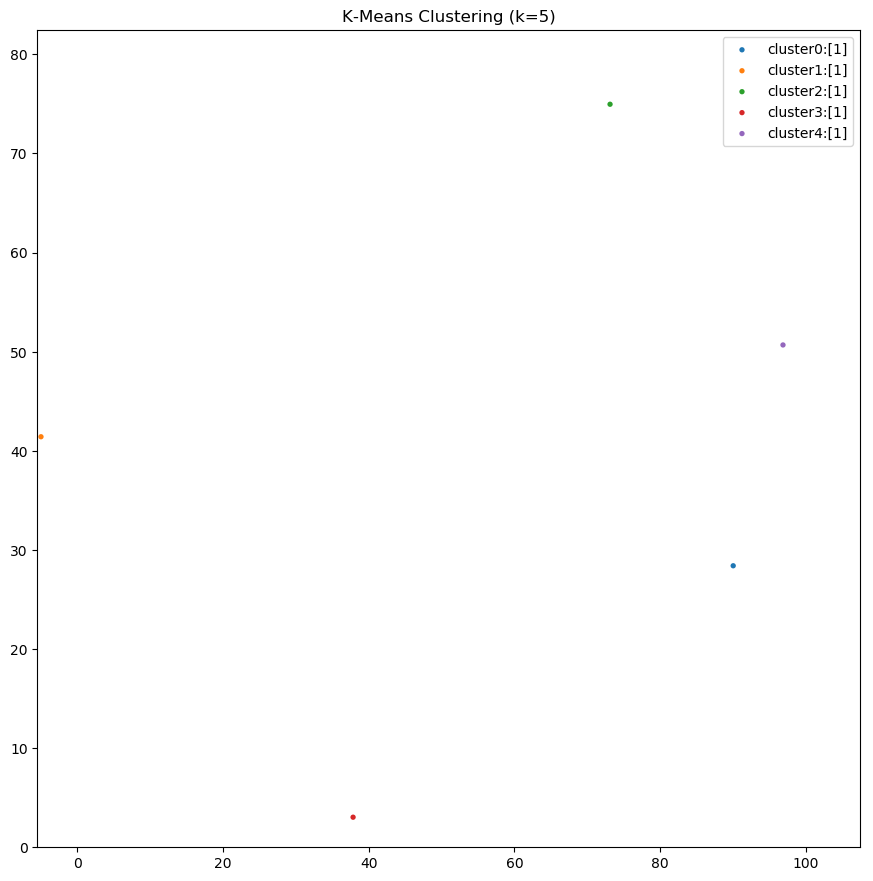 K-Means Clustering (k=5)
cluster0:[1]
cluster1:[1]
cluster2:[1]
cluster3:[1]
cluster4:[1]
80
70
60
50
40
30
20
10
0
0 20 40 60 80 100